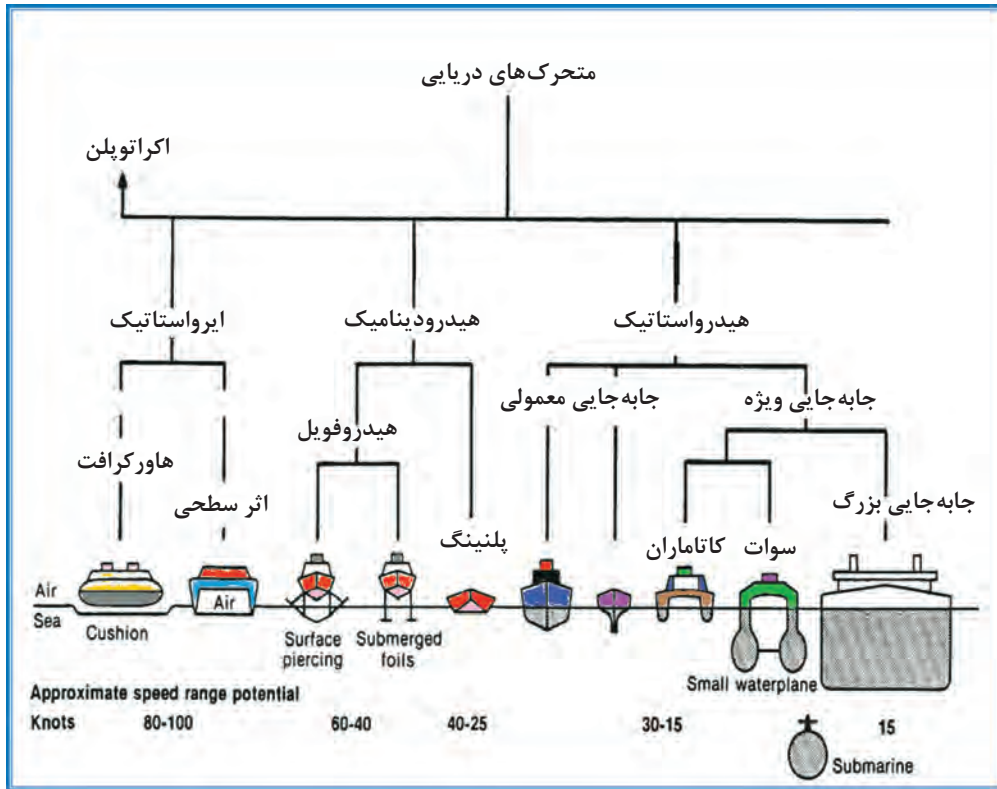 متحرک‌های دریایی
اکراتوپلن
هیدرواستاتیک
هیدرودینامیک
ایرواستاتیک
جابه‌جایی ویژه
جابه‌جایی معمولی
هیدروفویل
هاورکرافت
جابه‌جایی بزرگ
سوات
کاتاماران
پلنینگ
اثر سطحی
Air
Sea
Cushion
Air
Surface
piercing
Submerged
foils
Small waterplane
Approximate speed range potential
Knots 80-100 60-40 40-25 30-15 15
Submarine